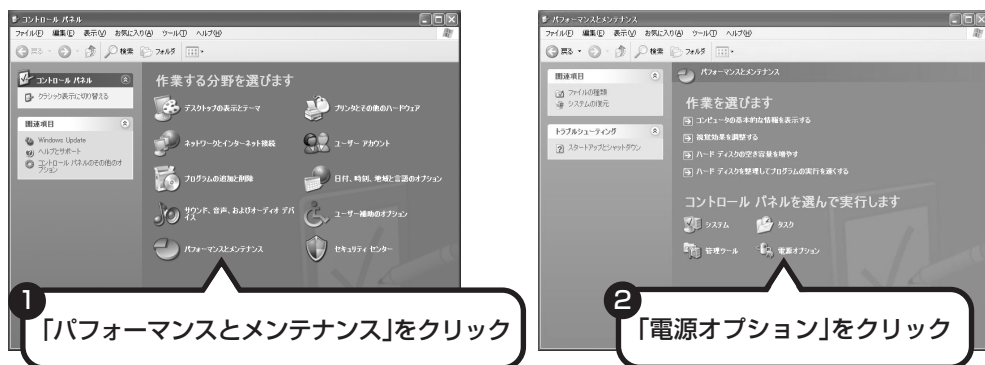 コントロール パネル
ファイル(F) 編集(E) 表示(V) お気に入り(A) ツール(T) ヘルプ(H)
戻る 検索 フォルダ
コントロール パネル
クラシック表示に切り替える
関連項目
Windows Update
ヘルプとサポート
コントロール パネルのその他のオプション
作業する分野を選びます
デスクトップの表示とテーマ
プリンタとその他のハードウェア
ネットワークとインターネット接続
ユーザー アカウント
プログラムの追加と削除
日付、時刻、地域と言語のオプション
サウンド、音声、およびオーディオ デバイス
ユーザー補助のオプション
パフォーマンスとメンテナンス
セキュリティ センター
1
「パフォーマンスとメンテナンス」をクリック
パフォーマンスとメンテナンス
ファイル(F) 編集(E) 表示(V) お気に入り(A) ツール(T) ヘルプ(H)
戻る 検索 フォルダ
関連項目
ファイルの種類
システムの復元
トラブルシューティング
スタートアップとシャットダウン
パフォーマンスとメンテナンス
作業を選びます
コンピュータの基本的な情報を表示する
視覚効果を調整する
ハード ディスクの空き容量を増やす
ハード ディスクを整理してプログラムの実行を速くする
コントロール パネルを選んで実行します
システム
タスク
管理ツール
電源オプション
2
「電源オプション」をクリック